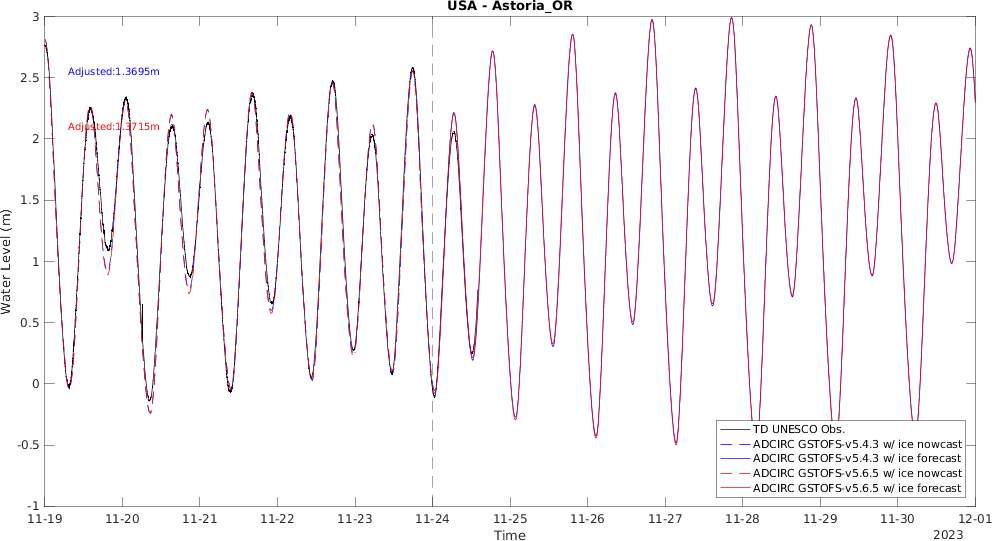 USA - Astoria_OR
3
2.5
2
1.5
1
0.5
0
-0.5
-1
Water Level (m)
Adjusted:1.3695m
Adjusted:1.3715m
TD UNESCO Obs.
ADCIRC GSTOFS-v5.4.3 w/ ice nowcast
ADCIRC GSTOFS-v5.4.3 w/ ice forecast
ADCIRC GSTOFS-v5.6.5 w/ ice nowcast
ADCIRC GSTOFS-v5.6.5 w/ ice forecast
11-19 11-20 11-21 11-22 11-23 11-24 11-25 11-26 11-27 11-28 11-29 11-30 12-01
Time
2023